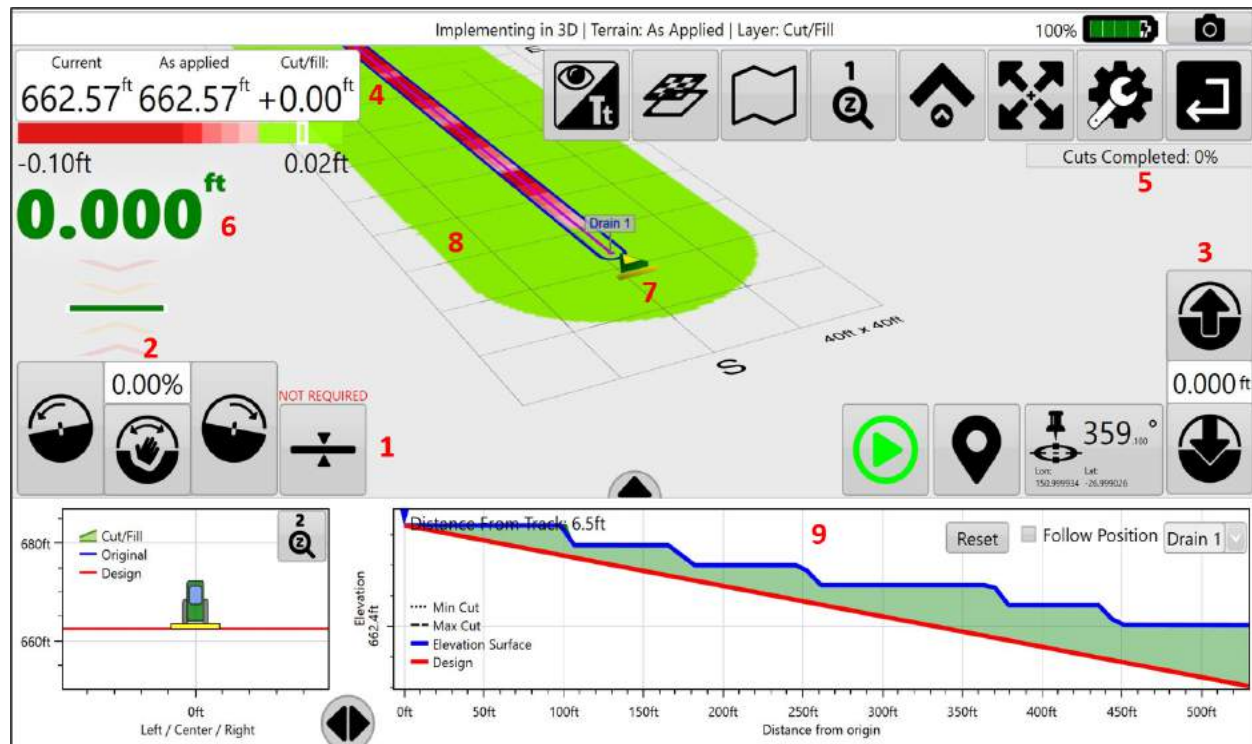 Implementing in 3D | Terrain: As Applied | Layer: Cut/Fill
100%
Current As applied Cut/fill:
662.57ft 662.57ft +0.00ft
4
-0.10ft 0.02ft
Tt
1
Z
Cuts Completed: 0%
5
0.000 ft
6
Drain 1
8
7
3
40ft x 40ft
S
2
0.00%
NOT REQUIRED
1
0.000 ft
359.100°
Lon: Lat:
150.999934 -26.999026
2
Z
Cut/Fill
Original
Design
680ft
660ft
0ft
Left / Center / Right
Distance From Track: 6.5ft
9
Reset
Follow Position
Drain 1
Elevation
662.4ft
Min Cut
Max Cut
Elevation Surface
Design
0ft 50ft 100ft 150ft 200ft 250ft 300ft 350ft 400ft 450ft 500ft
Distance from origin